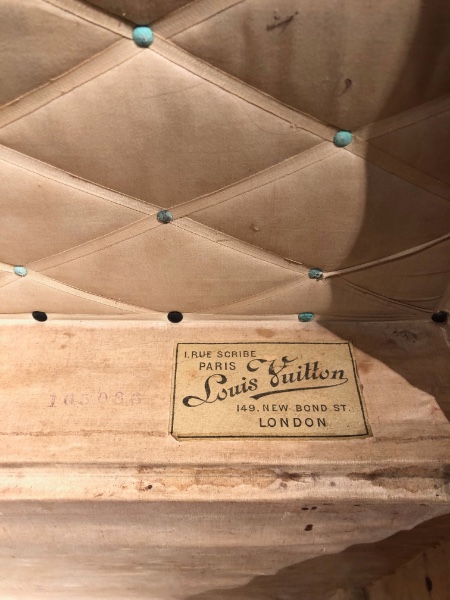 1. RUE SCRIBE
PARIS
Louis Vuitton
149. NEW BOND ST.
LONDON